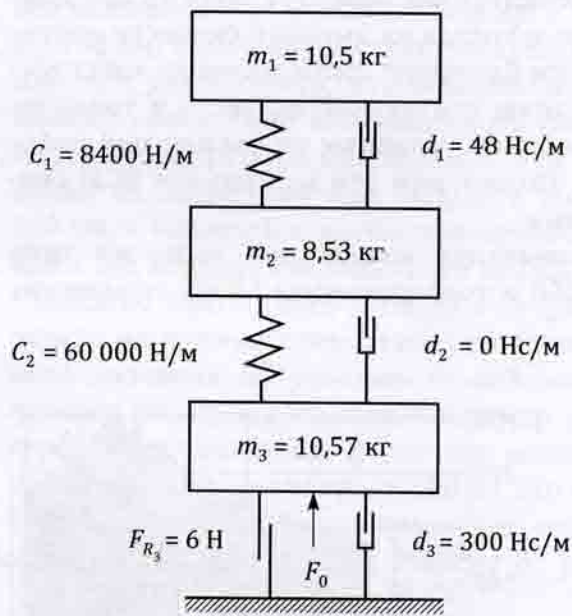 m₁ = 10,5 кг
C₁ = 8400 Н/м
d₁ = 48 Нс/м
m₂ = 8,53 кг
C₂ = 60 000 Н/м
d₂ = 0 Нс/м
m₃ = 10,57 кг
F_R₃ = 6 Н
F₀
d₃ = 300 Нс/м